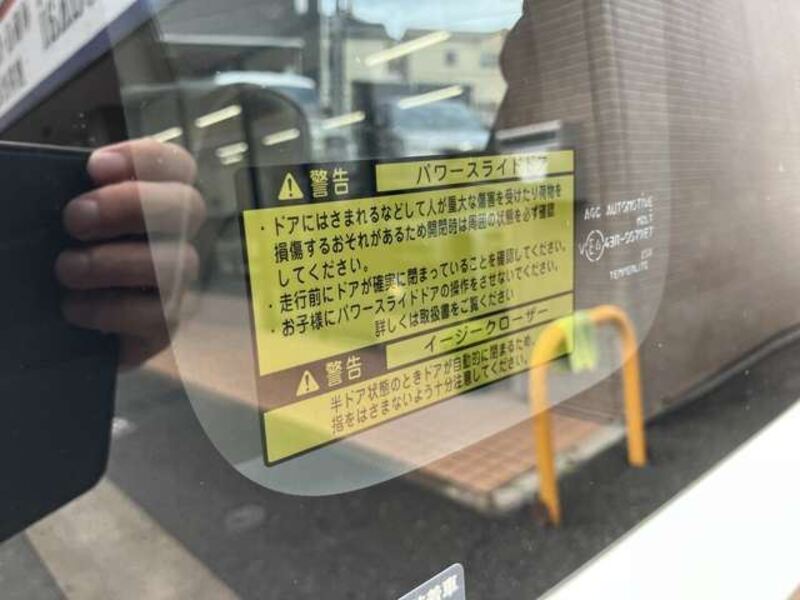 警告 パワースライドドア
・ドアにはさまれるなどして人が重大な傷害を受けたり荷物を
損傷するおそれがあるため開閉時は周囲の状態を必ず確認
してください。
・走行前にドアが確実に閉まっていることを確認してください。
・お子様にパワースライドドアの操作をさせないでください。
詳しくは取扱書をご覧ください
警告 イージークローザー
半ドア状態のときドアが自動的に閉まるため、
指をはさまないよう十分注意してください。
AGC AUTOMOTIVE
E4
TEMPERLITE